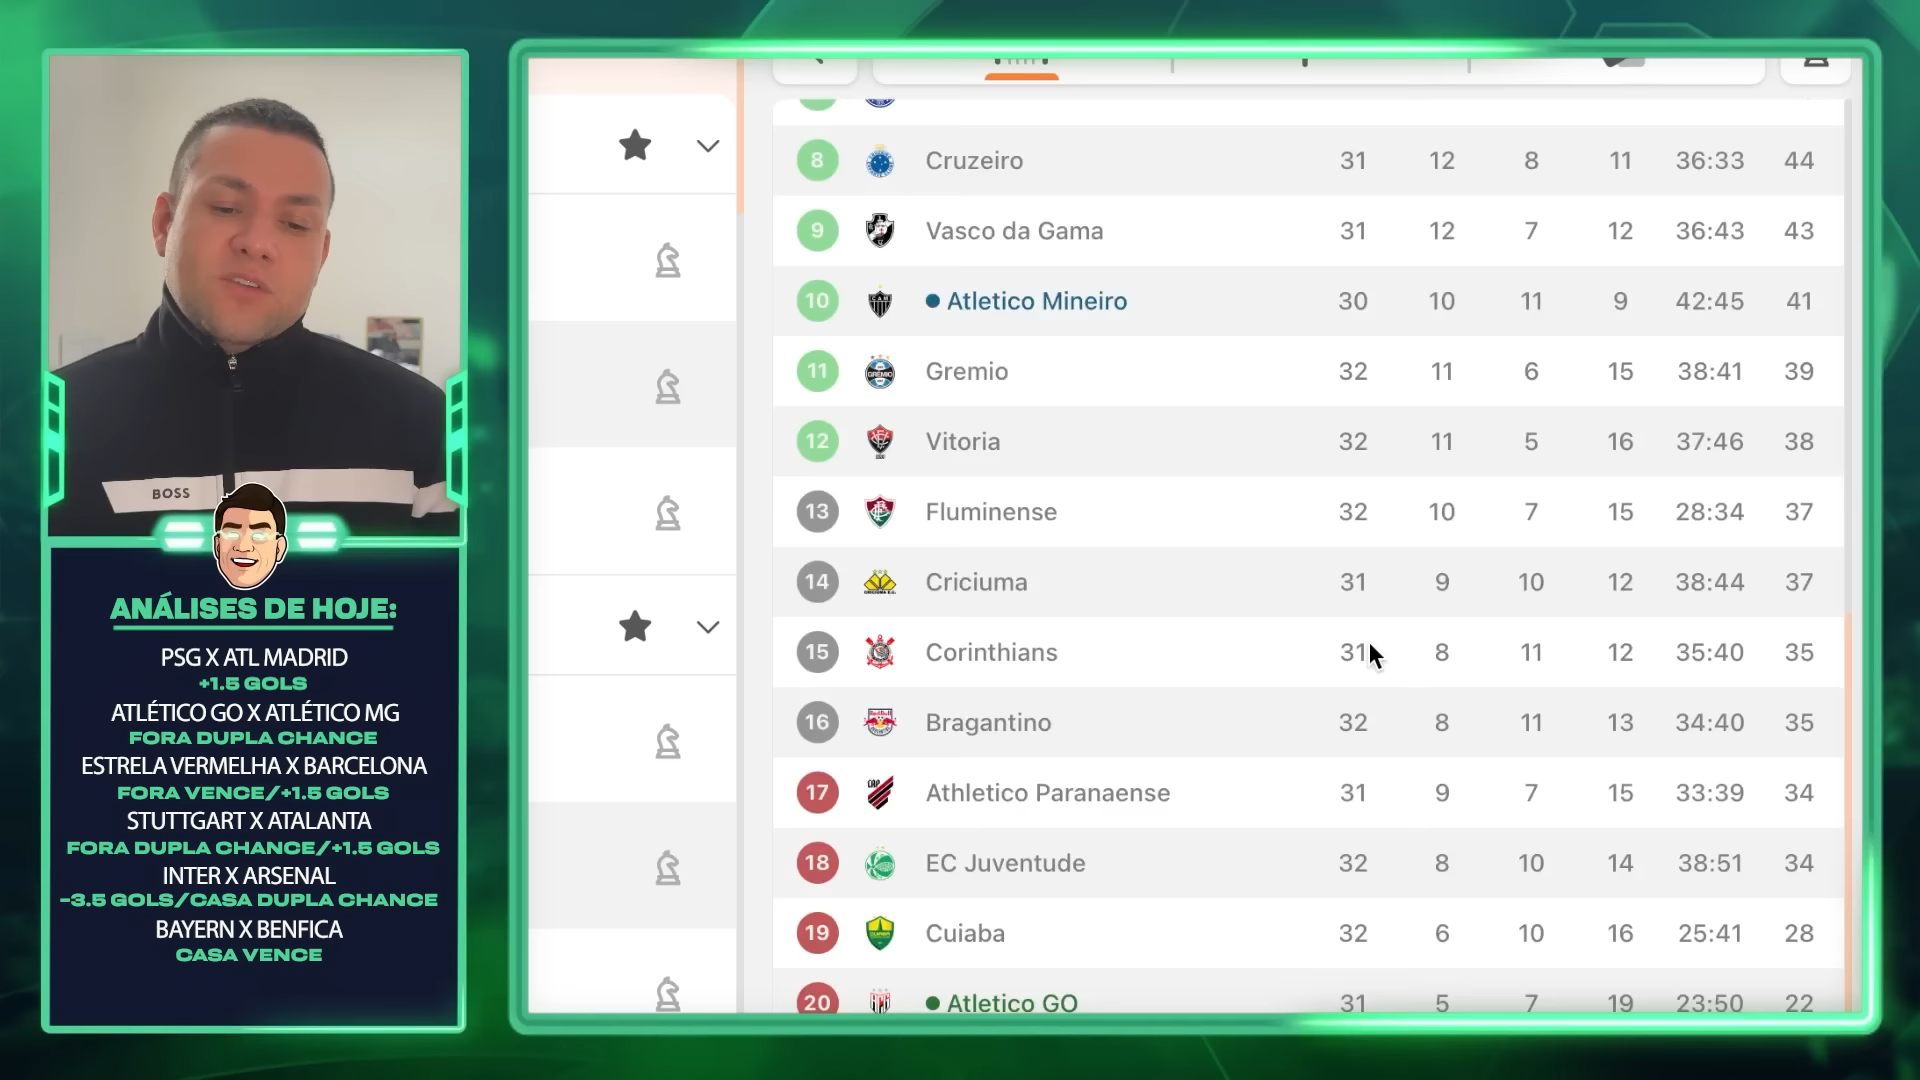 BOSS
ANÁLISES DE HOJE:
PSG X ATL MADRID
+1.5 GOLS
ATLÉTICO GO X ATLÉTICO MG
FORA DUPLA CHANCE
ESTRELA VERMELHA X BARCELONA
FORA VENCE/+1.5 GOLS
STUTTGART X ATALANTA
FORA DUPLA CHANCE/+1.5 GOLS
INTER X ARSENAL
-3.5 GOLS/CASA DUPLA CHANCE
BAYERN X BENFICA
CASA VENCE
8 Cruzeiro 31 12 8 11 36:33 44
9 Vasco da Gama 31 12 7 12 36:43 43
10 Atletico Mineiro 30 10 11 9 42:45 41
11 Gremio 32 11 6 15 38:41 39
12 Vitoria 32 11 5 16 37:46 38
13 Fluminense 32 10 7 15 28:34 37
14 Criciuma 31 9 10 12 38:44 37
15 Corinthians 31 8 11 12 35:40 35
16 Bragantino 32 8 11 13 34:40 35
17 Athletico Paranaense 31 9 7 15 33:39 34
18 EC Juventude 32 8 10 14 38:51 34
19 Cuiaba 32 6 10 16 25:41 28
20 Atletico GO 31 5 7 19 23:50 22